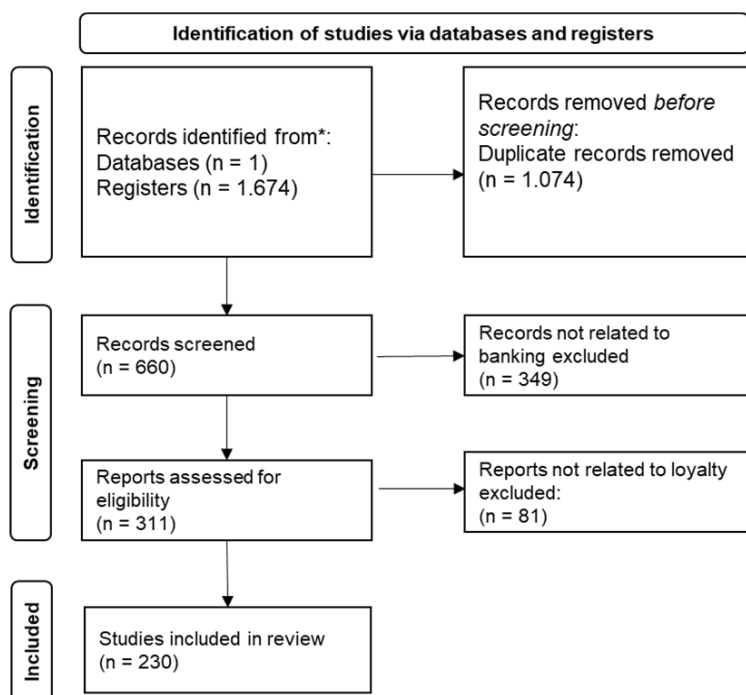 Identification of studies via databases and registers
Identification
Records identified from*:
Databases (n = 1)
Registers (n = 1.674)
Records removed before
screening:
Duplicate records removed
(n = 1.074)
Screening
Records screened
(n = 660)
Records not related to
banking excluded
(n = 349)
Reports assessed for
eligibility
(n = 311)
Reports not related to loyalty
excluded:
(n = 81)
Included
Studies included in review
(n = 230)